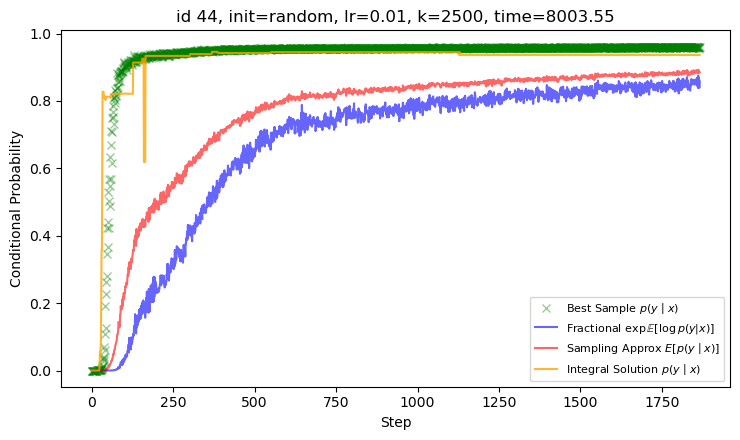 id 44, init=random, lr=0.01, k=2500, time=8003.55
Conditional Probability
1.0
0.8
0.6
0.4
0.2
0.0
Best Sample p(y | x)
Fractional exp𝔼[log p(y|x)]
Sampling Approx E[p(y | x)]
Integral Solution p(y | x)
0 250 500 750 1000 1250 1500 1750
Step